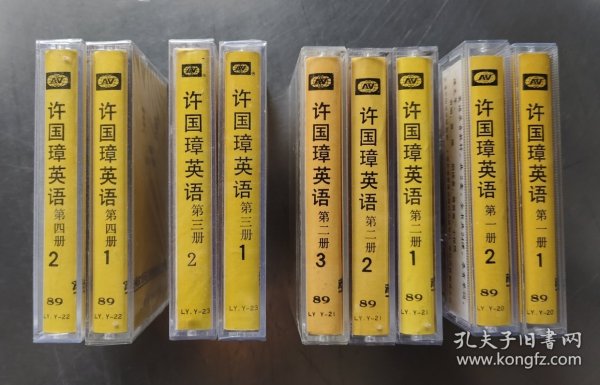 AV
许国璋英语
第四册
2
89
LY. Y-22
AV
许国璋英语
第四册
1
89
LY. Y-22
AV
许国璋英语
第三册
2
89
LY. Y-23
AV
许国璋英语
第三册
1
89
LY. Y-23
AV
许国璋英语
第二册
3
89
LY. Y-21
AV
许国璋英语
第二册
2
89
LY. Y-21
AV
许国璋英语
第二册
1
89
LY. Y-21
AV
许国璋英语
第一册
2
89
LY. Y-20
AV
许国璋英语
第一册
1
89
LY. Y-20
孔夫子旧书网
www.kongfz.com